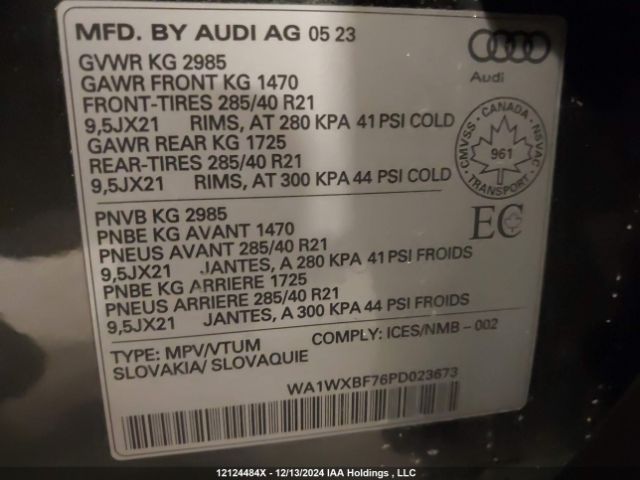 MFD. BY AUDI AG 05 23
GVWR KG 2985
GAWR FRONT KG 1470
FRONT-TIRES 285/40 R21
9,5JX21 RIMS, AT 280 KPA 41 PSI COLD
GAWR REAR KG 1725
REAR-TIRES 285/40 R21
9,5JX21 RIMS, AT 300 KPA 44 PSI COLD
Audi
CANADA
CMVSS NSVAC
961
TRANSPORT
EC
PNVB KG 2985
PNBE KG AVANT 1470
PNEUS AVANT 285/40 R21
9,5JX21 JANTES, A 280 KPA 41 PSI FROIDS
PNBE KG ARRIERE 1725
PNEUS ARRIERE 285/40 R21
9,5JX21 JANTES, A 300 KPA 44 PSI FROIDS
TYPE: MPV/VTUM COMPLY: ICES/NMB - 002
SLOVAKIA/ SLOVAQUIE
WA1WXBF76PD023673
12124484X - 12/13/2024 IAA Holdings , LLC